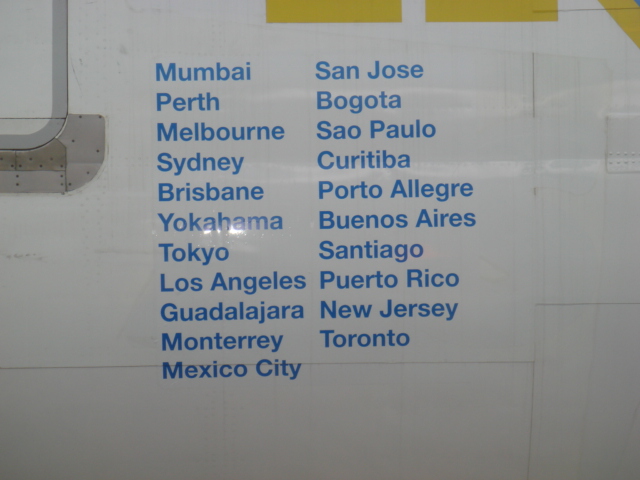 Mumbai
Perth
Melbourne
Sydney
Brisbane
Yokahama
Tokyo
Los Angeles
Guadalajara
Monterrey
Mexico City
San Jose
Bogota
Sao Paulo
Curitiba
Porto Allegre
Buenos Aires
Santiago
Puerto Rico
New Jersey
Toronto